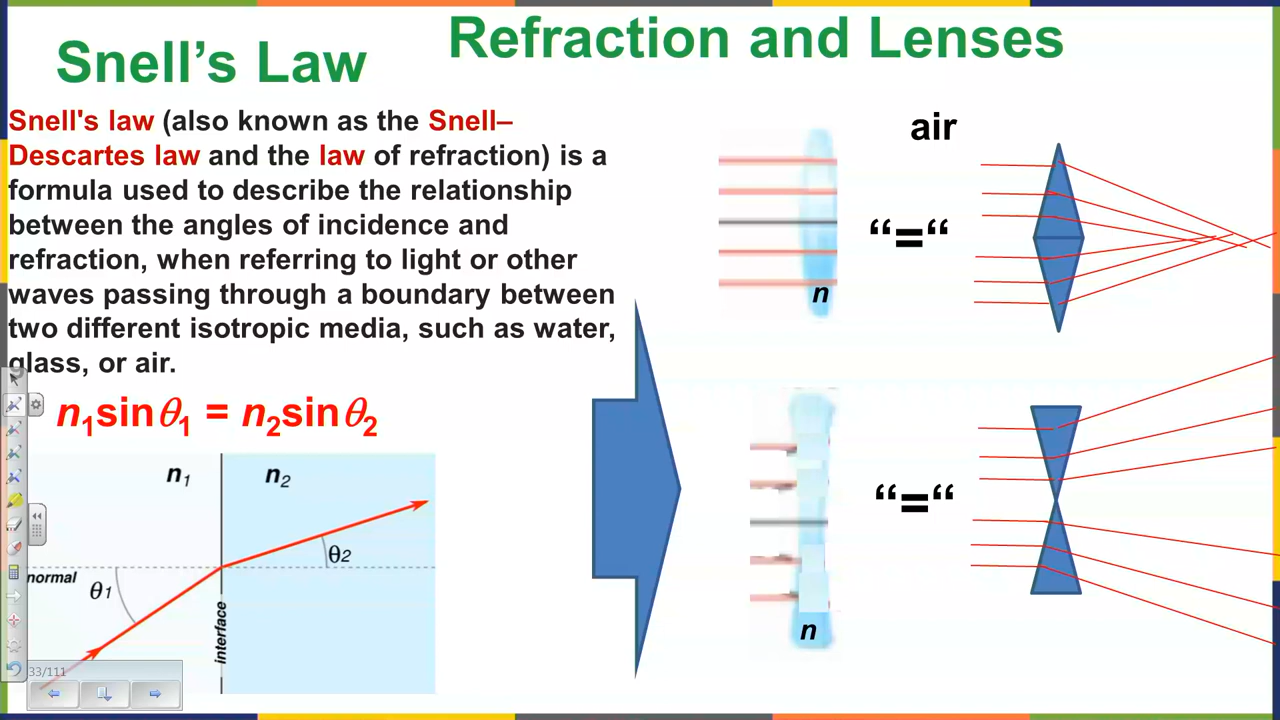 Snell’s Law
Refraction and Lenses
Snell's law (also known as the Snell–
Descartes law and the law of refraction) is a
formula used to describe the relationship
between the angles of incidence and
refraction, when referring to light or other
waves passing through a boundary between
two different isotropic media, such as water,
glass, or air.
n₁sinθ₁ = n₂sinθ₂
n₁
n₂
normal
θ1
θ2
interface
33/111
air
“=“
n
“=“
n